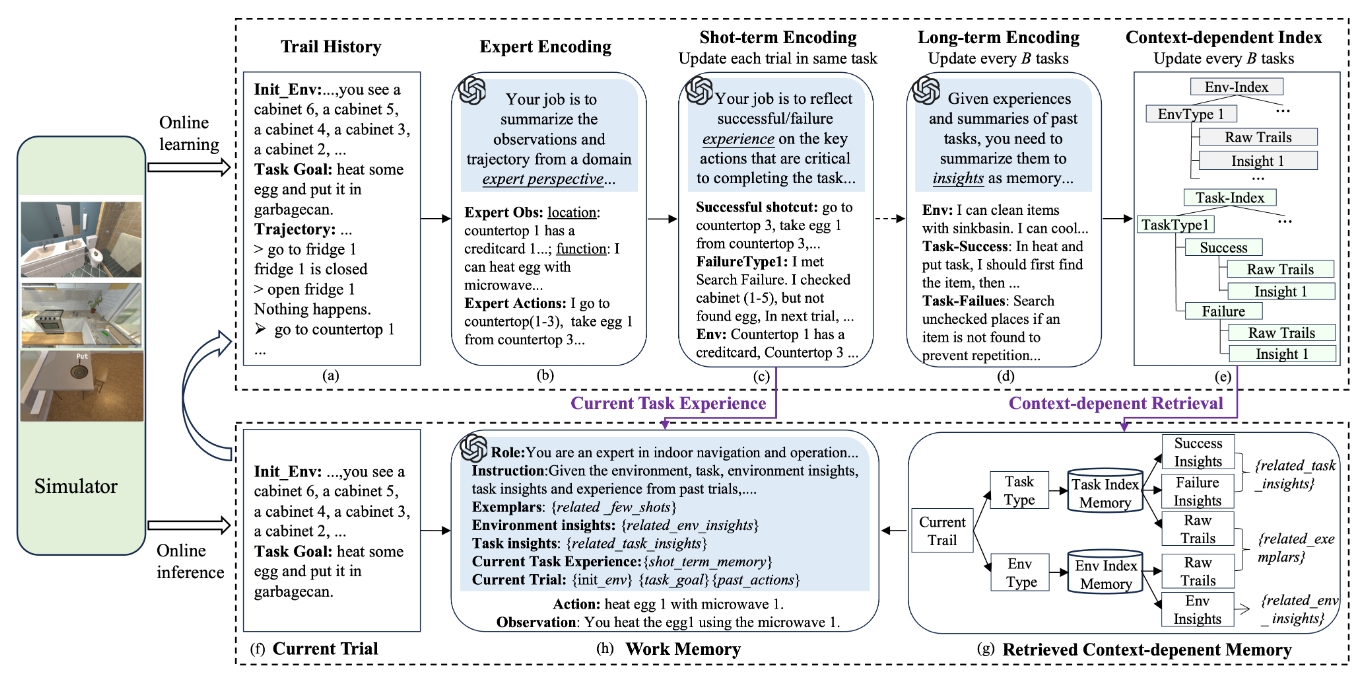 Simulator
Online
learning
Online
inference
Trail History
Init_Env:...,you see a
cabinet 6, a cabinet 5,
a cabinet 4, a cabinet 3,
a cabinet 2, ...
Task Goal: heat some
egg and put it in
garbagecan.
Trajectory: ...
> go to fridge 1
fridge 1 is closed
> open fridge 1
Nothing happens.
➢ go to countertop 1
...
(a)
Expert Encoding
Your job is to
summarize the
observations and
trajectory from a domain
expert perspective...
Expert Obs: location:
countertop 1 has a
creditcard 1...; function: I
can heat egg with
microwave...
Expert Actions: I go to
countertop(1-3), take egg 1
from countertop 3...
(b)
Shot-term Encoding
Update each trial in same task
Your job is to reflect
successful/failure
experience on the key
actions that are critical
to completing the task...
Successful shotcut: go to
countertop 3, take egg 1
from countertop 3,...
FailureType1: I met
Search Failure. I checked
cabinet (1-5), but not
found egg, In next trial, ...
Env: Countertop 1 has a
creditcard, Countertop 3 ...
(c)
Long-term Encoding
Update every B tasks
Given experiences
and summaries of past
tasks, you need to
summarize them to
insights as memory...
Env: I can clean items
with sinkbasin. I can cool...
Task-Success: In heat and
put task, I should first find
the item, then ...
Task-Failues: Search
unchecked places if an
item is not found to
prevent repetition...
(d)
Context-dependent Index
Update every B tasks
Env-Index
EnvType 1
...
Raw Trails
Insight 1
...
Task-Index
TaskType1
...
Success
Raw Trails
Insight 1
Failure
Raw Trails
Insight 1
(e)
Current Task Experience
Context-depenent Retrieval
Init_Env: ...,you see a
cabinet 6, a cabinet 5,
a cabinet 4, a cabinet 3,
a cabinet 2, ...
Task Goal: heat some
egg and put it in
garbagecan.
(f) Current Trial
Role:You are an expert in indoor navigation and operation...
Instruction:Given the environment, task, environment insights,
task insights and experience from past trials,....
Exemplars: {related _few_shots}
Environment insights: {related_env_insights}
Task insights: {related_task_insights}
Current Task Experience:{short_term_memory}
Current Trial: {init_env} {task_goal}{past_actions}
Action: heat egg 1 with microwave 1.
Observation: You heat the egg1 using the microwave 1.
(h) Work Memory
Current
Trail
Task
Type
Env
Type
Task Index
Memory
Env Index
Memory
Success
Insights
Failure
Insights
Raw
Trails
Raw
Trails
Env
Insights
{related_task
_insights}
{related_exe
mplars}
{related_env
_ insights}
(g) Retrieved Context-depenent Memory
Put